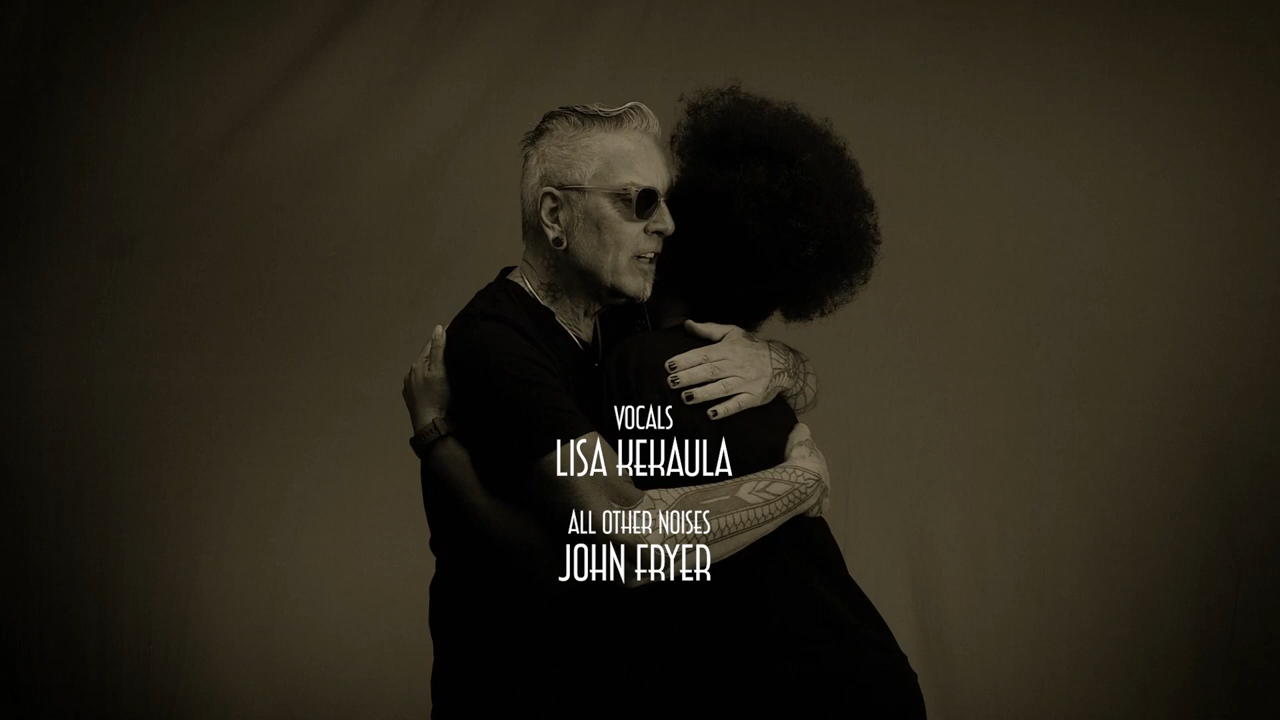 VOCALS
LISA KEKAULA
ALL OTHER NOISES
JOHN FRYER